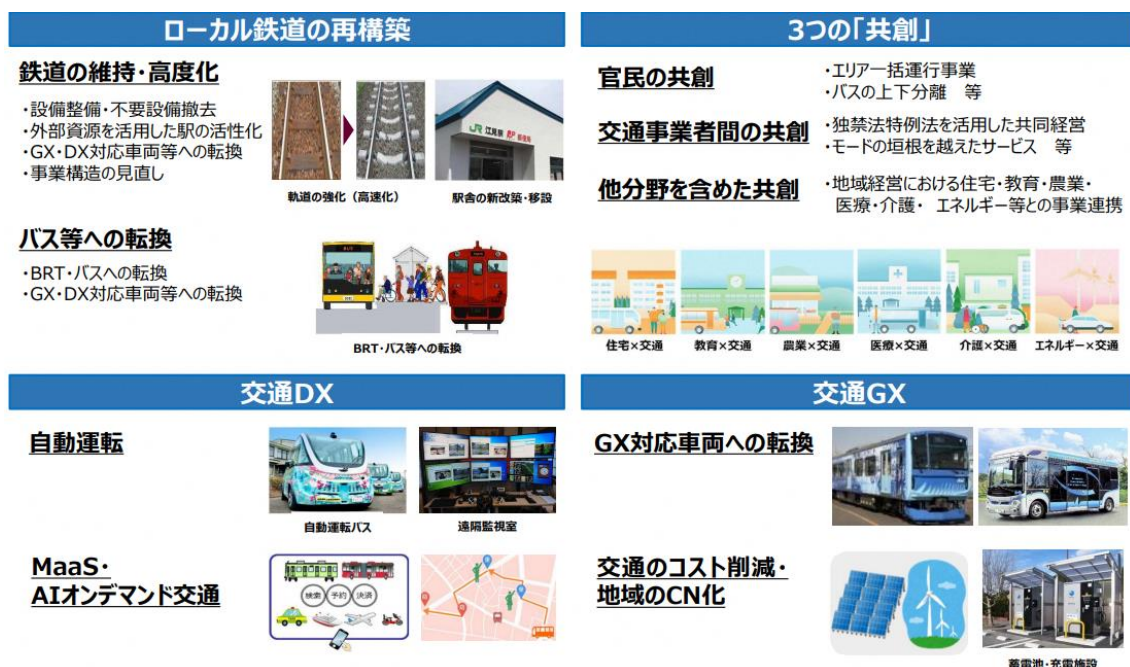 ローカル鉄道の再構築
鉄道の維持・高度化
・設備整備・不要設備撤去
・外部資源を活用した駅の活性化
・GX・DX対応車両等への転換
・事業構造の見直し
軌道の強化（高速化）
JR 江見駅
郵便局
駅舎の新改築・移設
バス等への転換
・BRT・バスへの転換
・GX・DX対応車両等への転換
BRT・バス等への転換
3つの「共創」
官民の共創
・エリア一括運行事業
・バスの上下分離　等
交通事業者間の共創
・独禁法特例法を活用した共同経営
・モードの垣根を越えたサービス　等
他分野を含めた共創
・地域経営における住宅・教育・農業・
医療・介護・ エネルギー等との事業連携
住宅×交通
教育×交通
農業×交通
医療×交通
介護×交通
エネルギー×交通
交通DX
自動運転
自動運転バス
遠隔監視室
MaaS・
AIオンデマンド交通
検索
予約
決済
交通GX
GX対応車両への転換
交通のコスト削減・
地域のCN化
蓄電池・充電施設